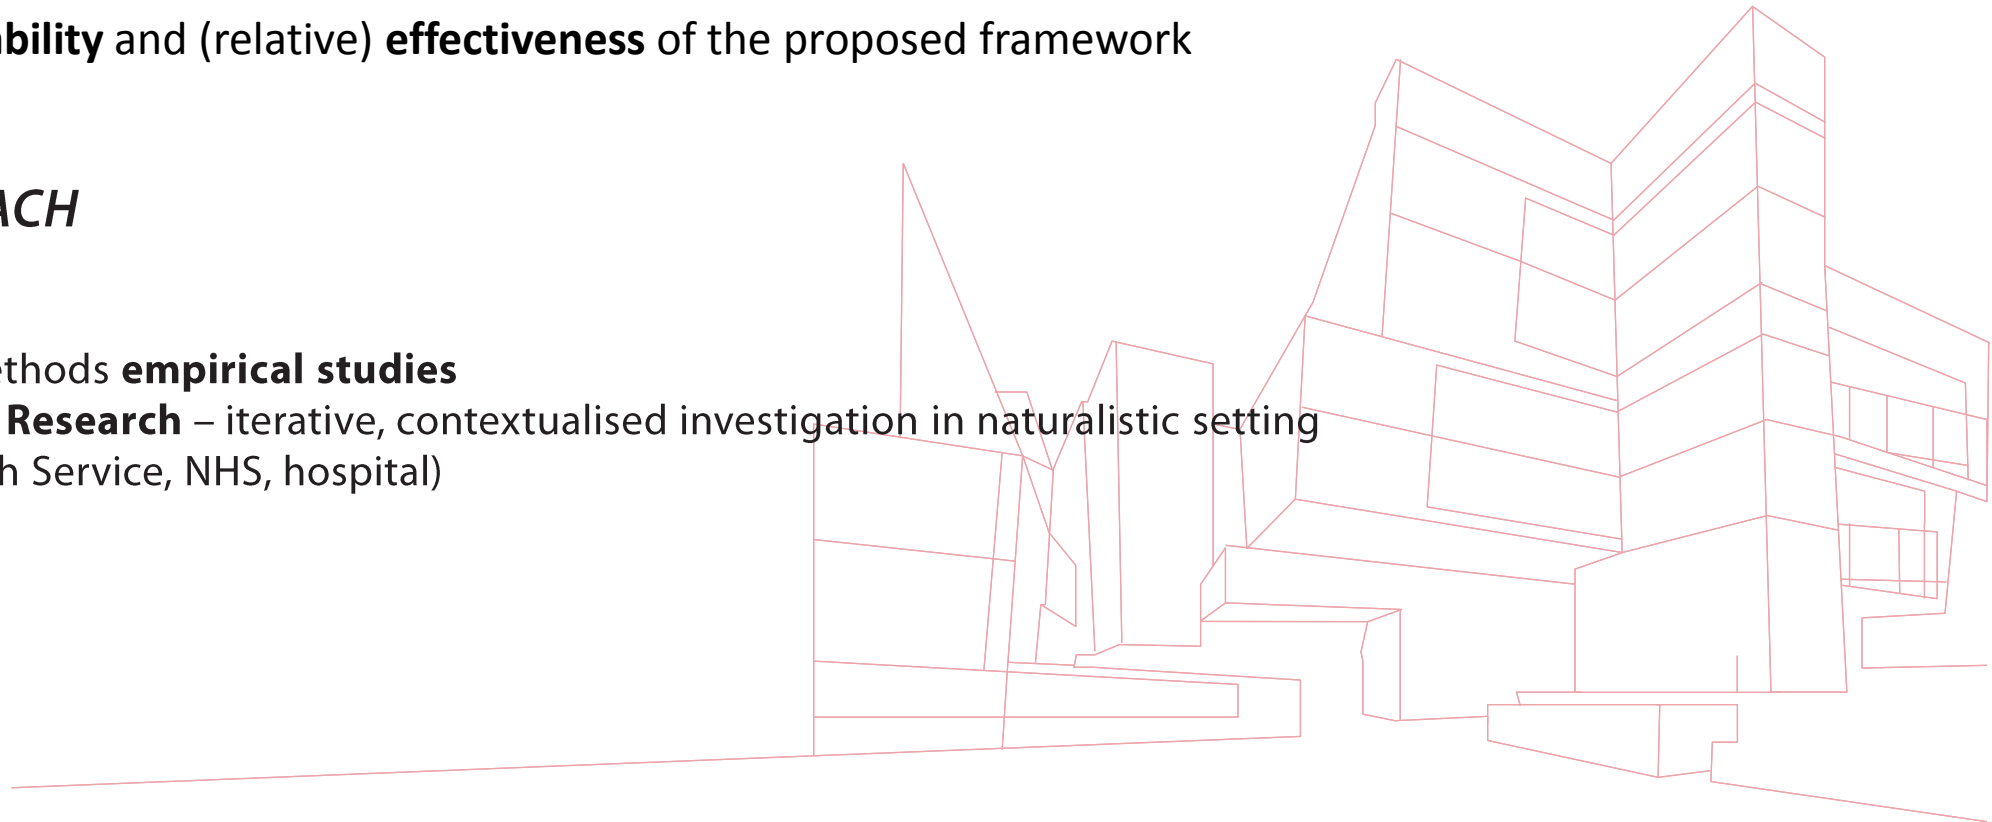 ability and (relative) effectiveness of the proposed framework
ACH
ethods empirical studies
Research – iterative, contextualised investigation in naturalistic setting
h Service, NHS, hospital)